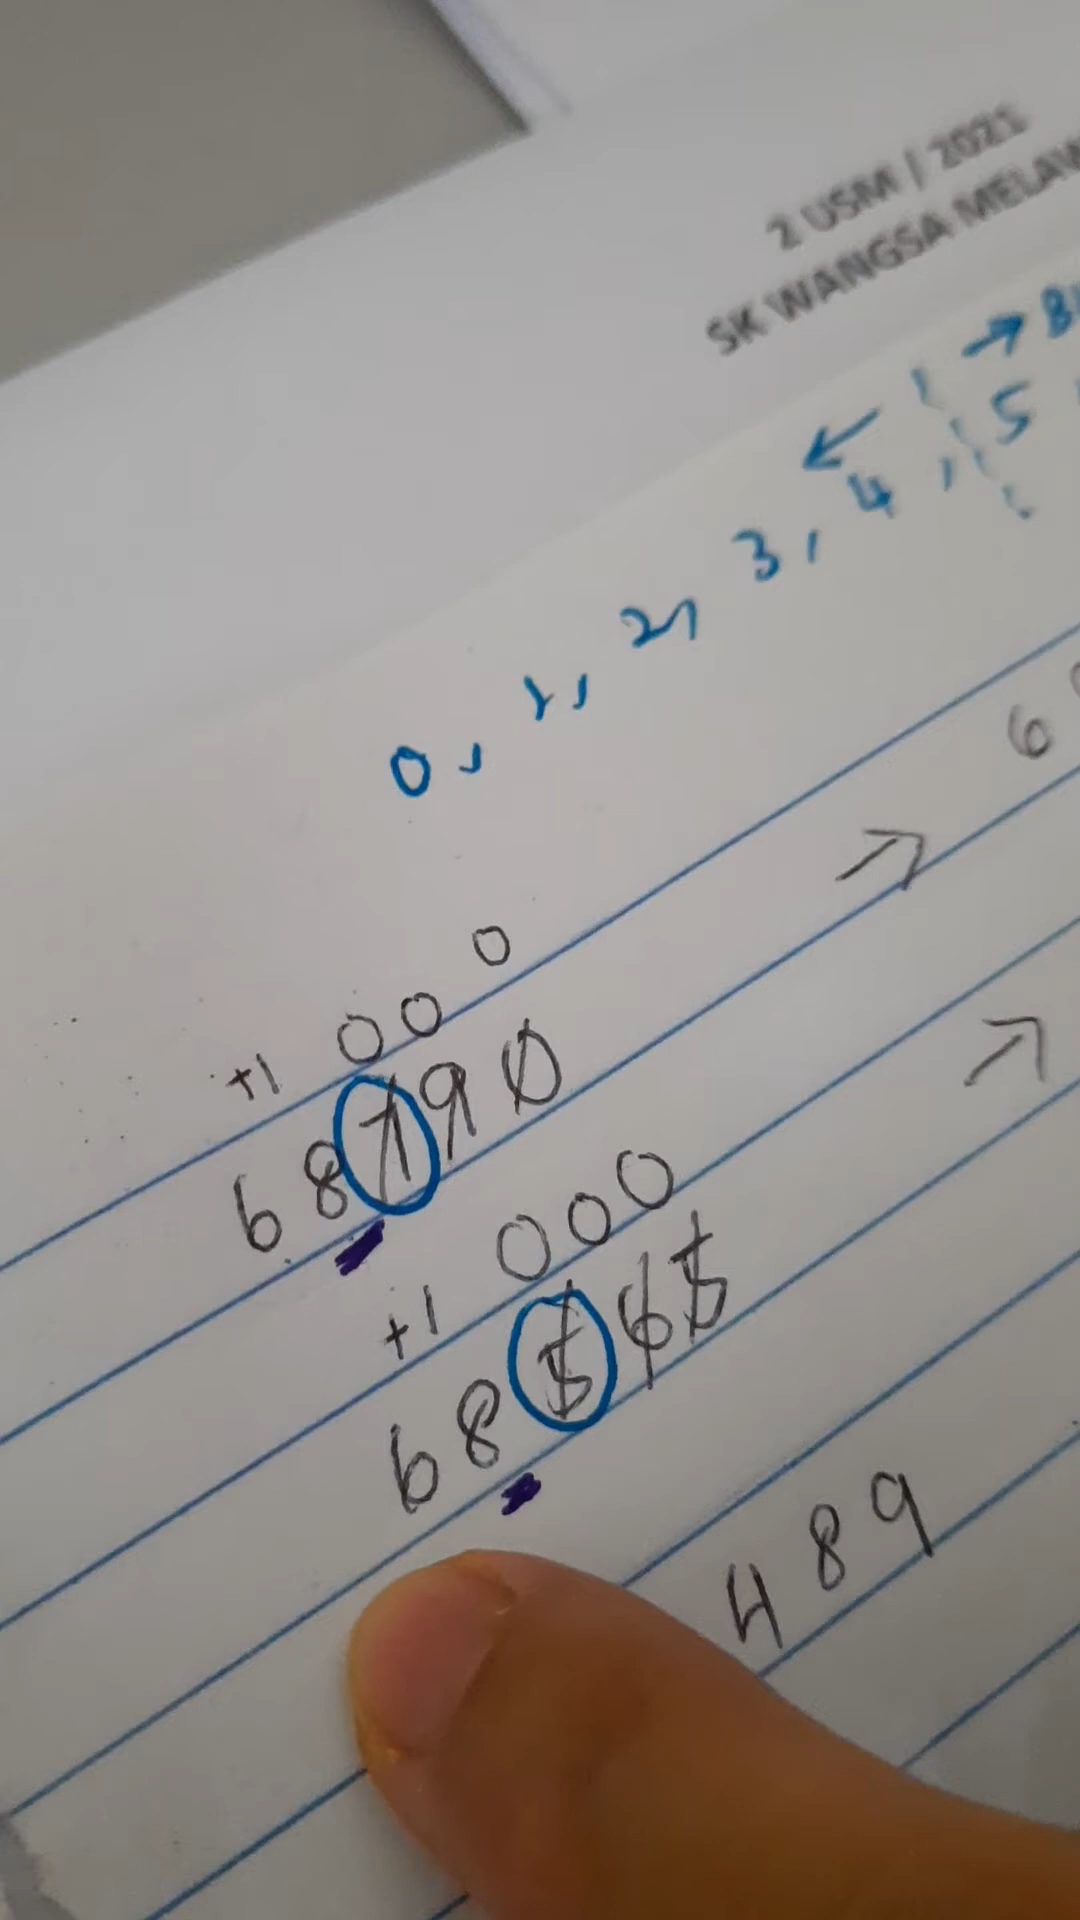 2 USM | 2021
SK WANGSA MELAW
← | →
0, 1, 2, 3, 4, 5
+1 0 0 0
6 8 7 9 0 → 6
+1 0 0 0
6 8 5 6 5 →
4 8 9